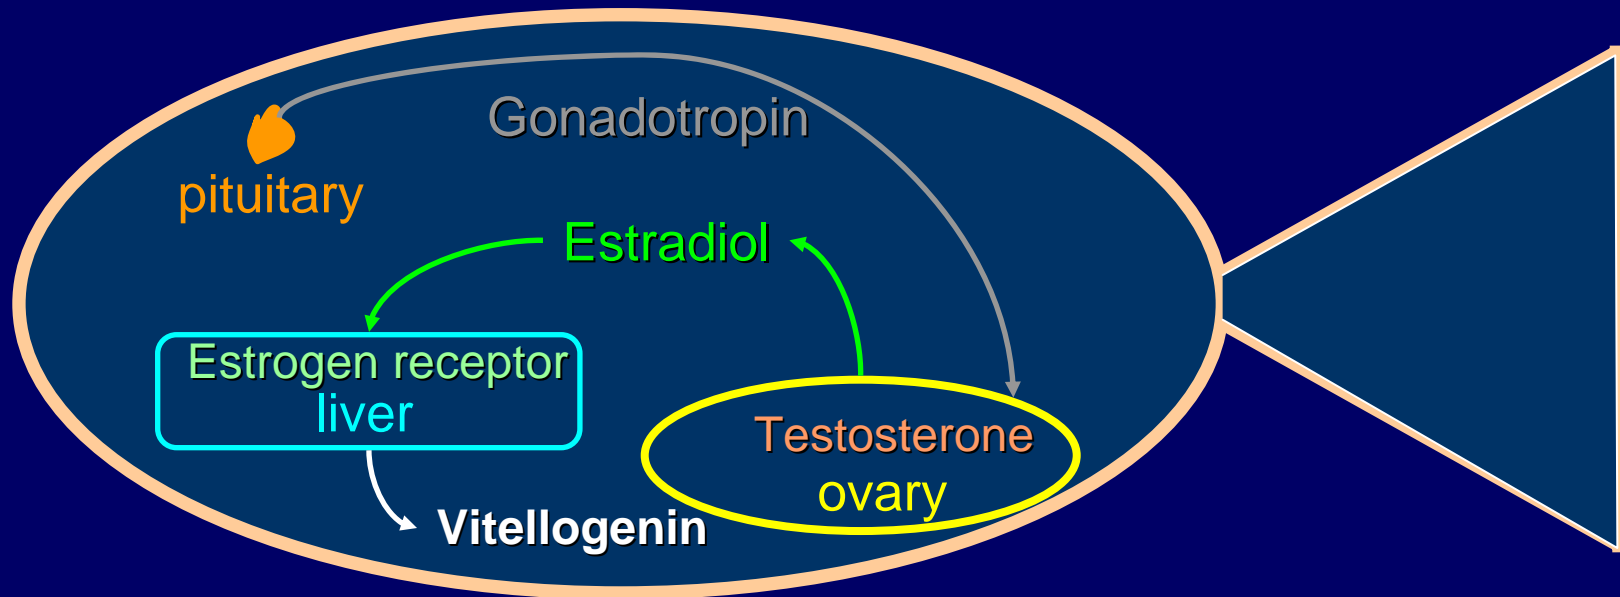 Gonadotropin
pituitary
Estradiol
Estrogen receptor
liver
Testosterone
ovary
Vitellogenin